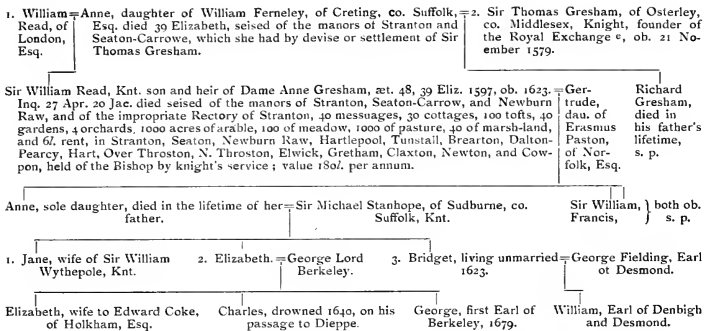 1. William=Anne, daughter of William Ferneley, of Creting, co. Suffolk,=2. Sir Thomas Gresham, of Osterley,
Read, of Esq. died 39 Elizabeth, seised of the manors of Stranton and co. Middlesex, Knight, founder of
London, Seaton-Carrowe, which she had by devise or settlement of Sir the Royal Exchange e, ob. 21 No-
Esq. Thomas Gresham. ember 1579.
Sir William Read, Knt. son and heir of Dame Anne Gresham, æt. 48, 39 Eliz. 1597, ob. 1623.=Ger- Richard
Inq. 27 Apr. 20 Jac. died seised of the manors of Stranton, Seaton-Carrow, and Newburn trude, Gresham,
Raw, and of the impropriate Rectory of Stranton, 40 messuages, 30 cottages, 100 tofts, 40 dau. of died in
gardens, 4 orchards, 1000 acres of arable, 100 of meadow, 1000 of pasture, 40 of marsh-land, Erasmus his father's
and 6l. rent, in Stranton, Seaton, Newburn Raw, Hartlepool, Tunstall, Brearton, Dalton- Paston, lifetime,
Pearcy, Hart, Over Throston, N. Throston, Elwick, Gretham, Claxton, Newton, and Cow- of Nor- s. p.
pon, held of the Bishop by knight's service ; value 180l. per annum. folk, Esq.
Anne, sole daughter, died in the lifetime of her=Sir Michael Stanhope, of Sudburne, co. Sir William, } both ob.
father. Suffolk, Knt. Francis, s. p.
1. Jane, wife of Sir William 2. Elizabeth.=George Lord 3. Bridget, living unmarried=George Fielding, Earl
Wythepole, Knt. Berkeley. 1623. ot Desmond.
Elizabeth, wife to Edward Coke, Charles, drowned 1640, on his George, first Earl of William, Earl of Denbigh
of Holkham, Esq. passage to Dieppe. Berkeley, 1679. and Desmond.